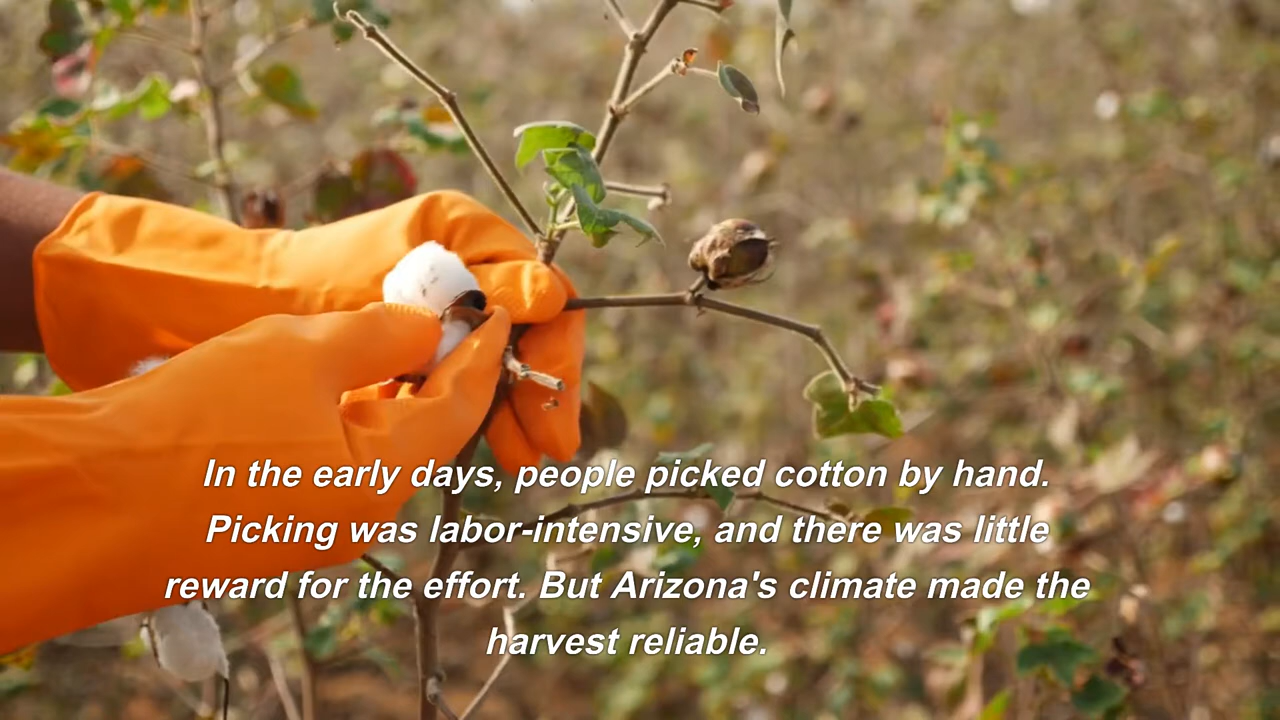 In the early days, people picked cotton by hand.
Picking was labor-intensive, and there was little
reward for the effort. But Arizona's climate made the
harvest reliable.